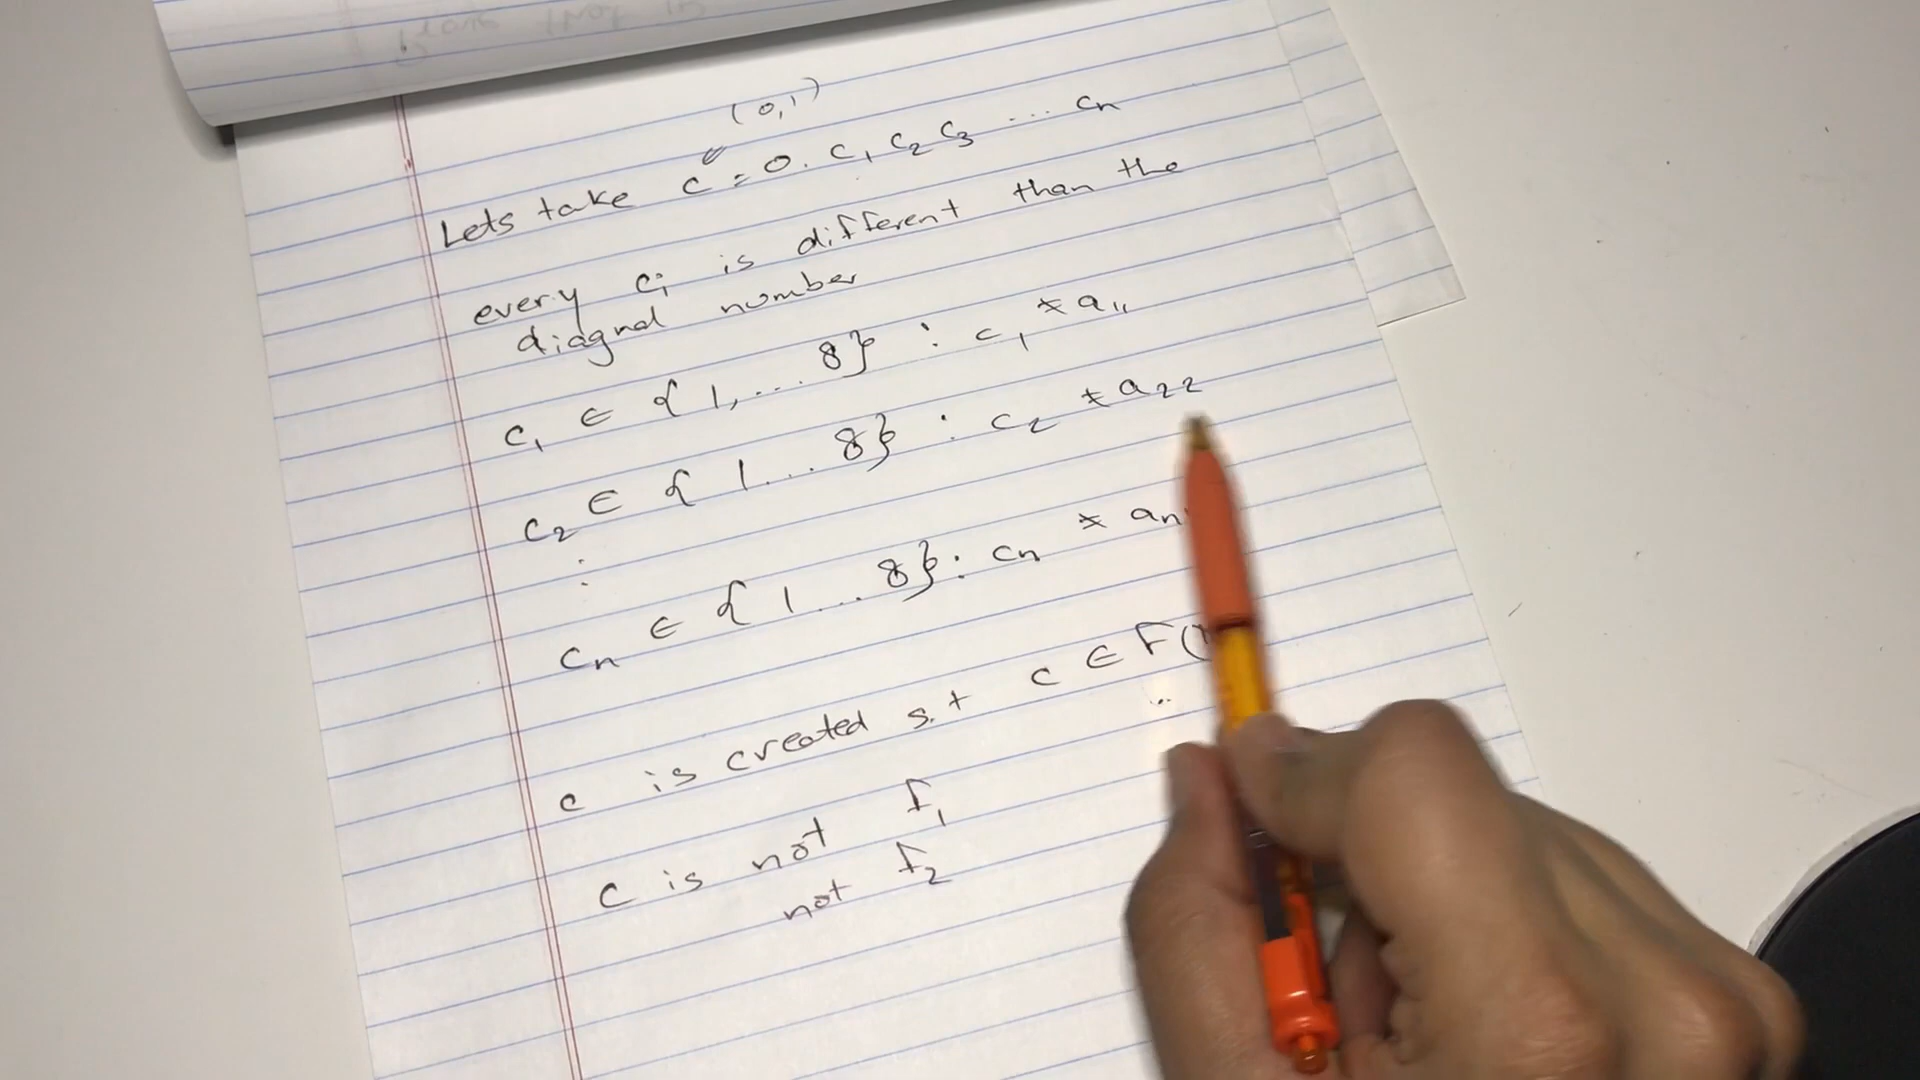 (0,1)
Lets take c = 0. c₁ c₂ c₃ ... cn
every ci is different than the
diagnal number
c₁ ∈ {1,...8} : c₁ ≠ a₁₁
c₂ ∈ {1...8} : c₂ ≠ a₂₂
:
cn ∈ {1...8} : cn ≠ an
c is created s.t c ∈ F(
c is not f₁
not f₂